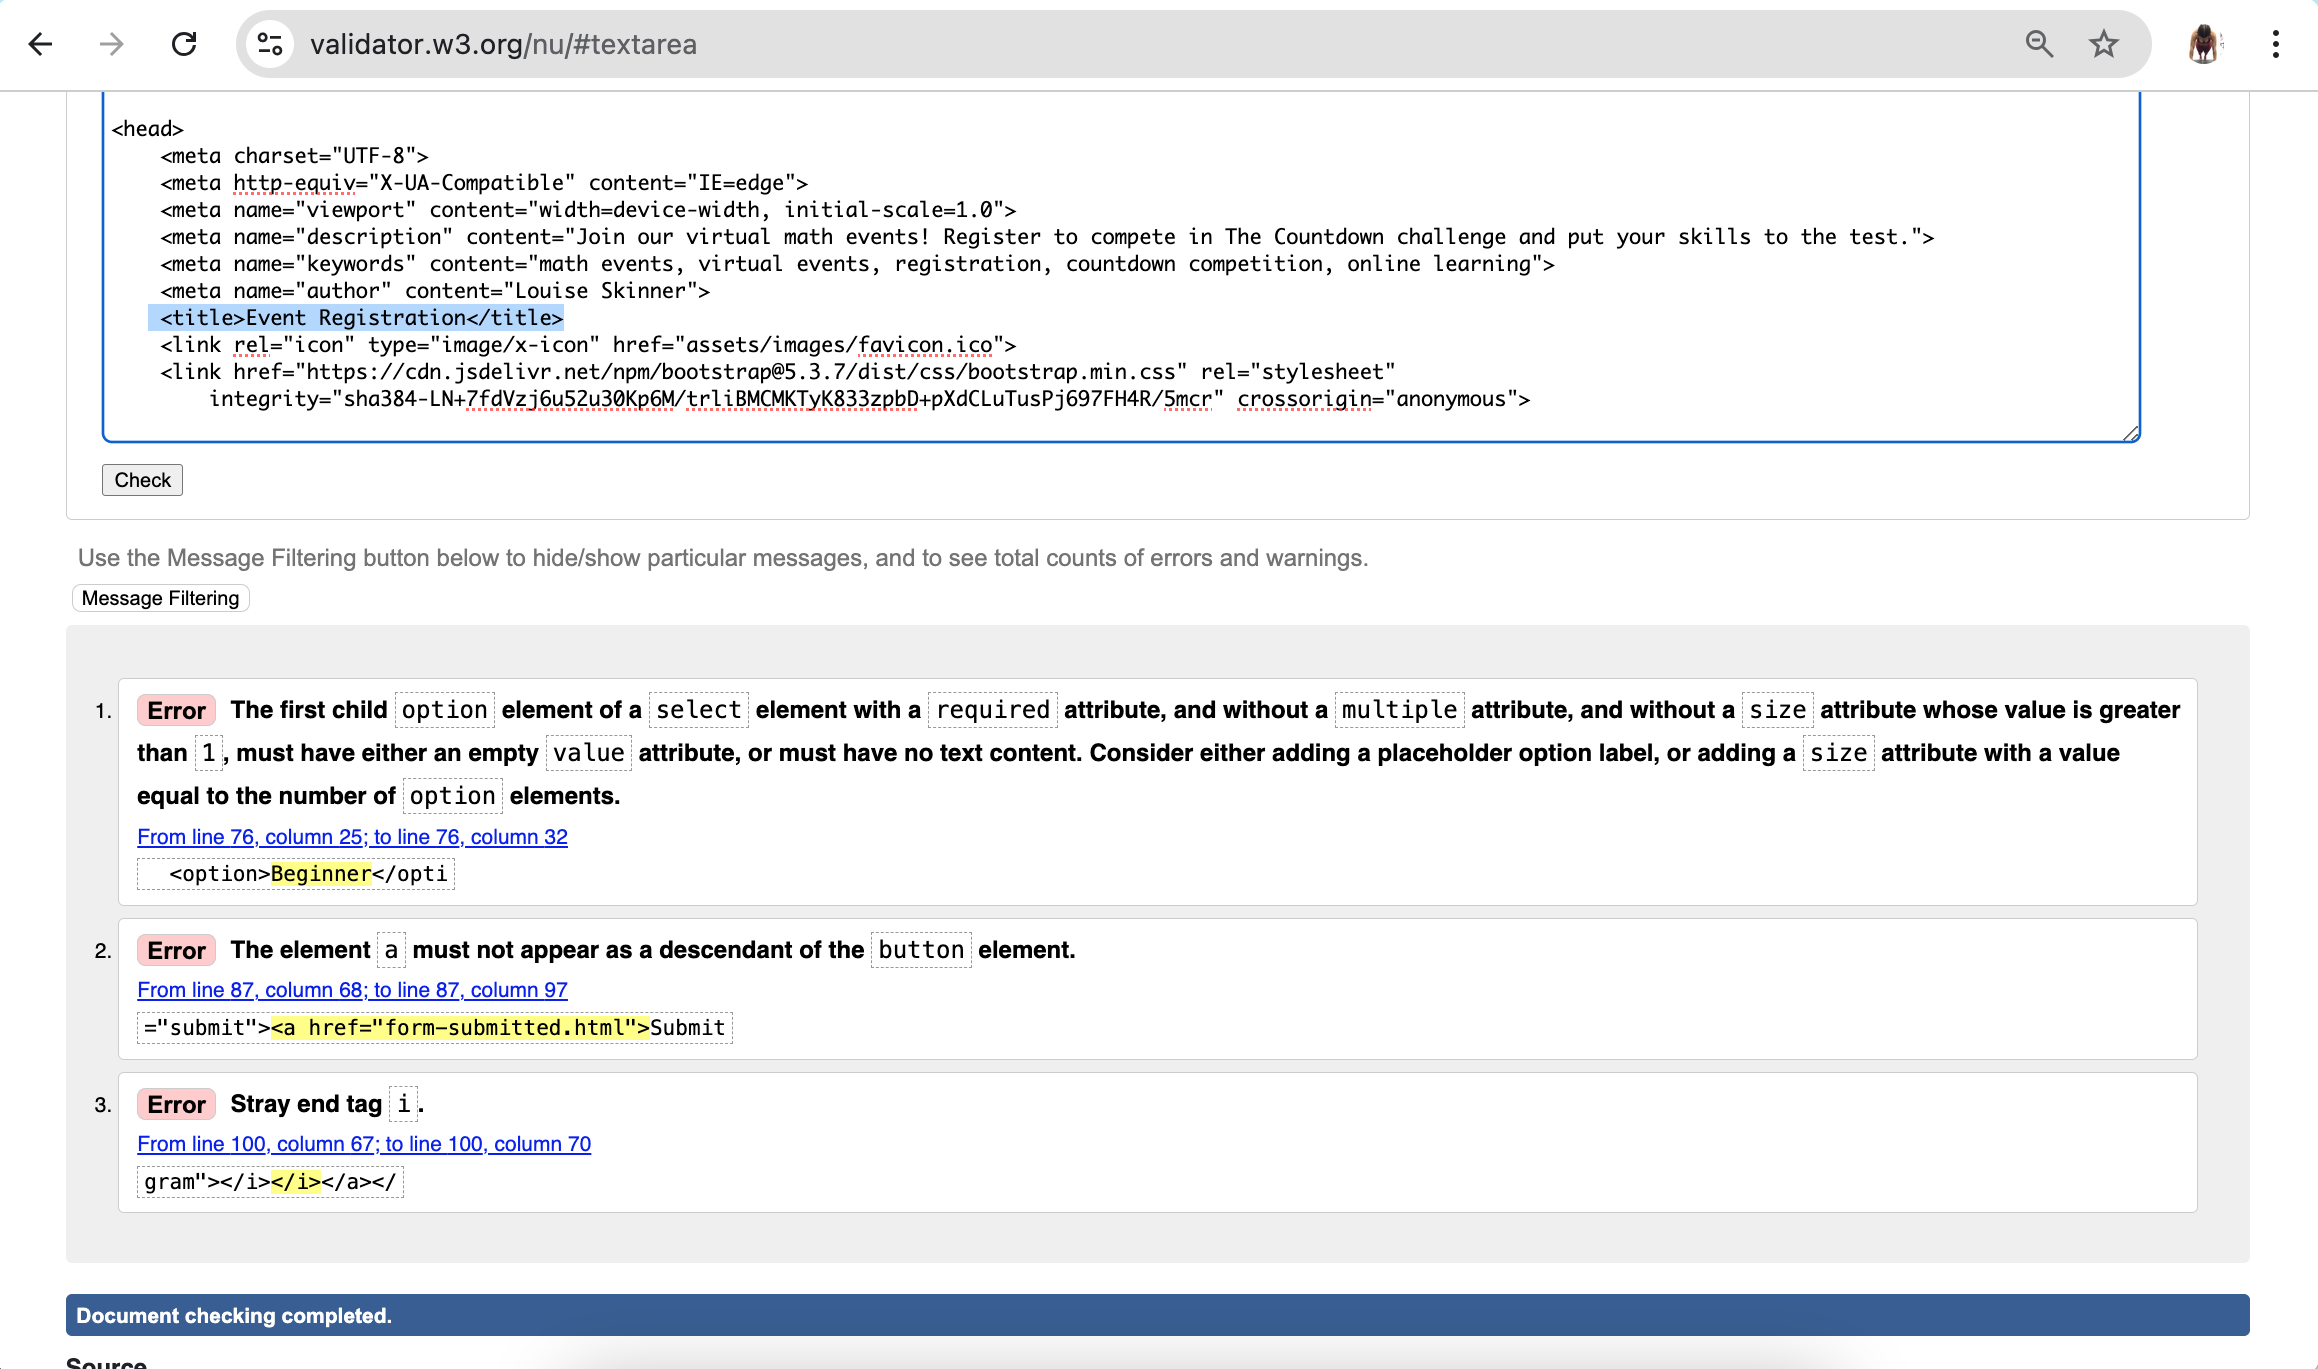 validator.w3.org/nu/#textarea
<head>
<meta charset="UTF-8">
<meta http-equiv="X-UA-Compatible" content="IE=edge">
<meta name="viewport" content="width=device-width, initial-scale=1.0">
<meta name="description" content="Join our virtual math events! Register to compete in The Countdown challenge and put your skills to the test.">
<meta name="keywords" content="math events, virtual events, registration, countdown competition, online learning">
<meta name="author" content="Louise Skinner">
<title>Event Registration</title>
<link rel="icon" type="image/x-icon" href="assets/images/favicon.ico">
<link href="https://cdn.jsdelivr.net/npm/bootstrap@5.3.7/dist/css/bootstrap.min.css" rel="stylesheet"
integrity="sha384-LN+7fdVzj6u52u30Kp6M/trliBMCMKTyK833zpbD+pXdCLuTusPj697FH4R/5mcr" crossorigin="anonymous">
Check
Use the Message Filtering button below to hide/show particular messages, and to see total counts of errors and warnings.
Message Filtering
1. Error The first child option element of a select element with a required attribute, and without a multiple attribute, and without a size attribute whose value is greater
than 1, must have either an empty value attribute, or must have no text content. Consider either adding a placeholder option label, or adding a size attribute with a value
equal to the number of option elements.
From line 76, column 25; to line 76, column 32
<option>Beginner</opti
2. Error The element a must not appear as a descendant of the button element.
From line 87, column 68; to line 87, column 97
="submit"><a href="form-submitted.html">Submit
3. Error Stray end tag i.
From line 100, column 67; to line 100, column 70
gram"></i></i></a></
Document checking completed.
Source